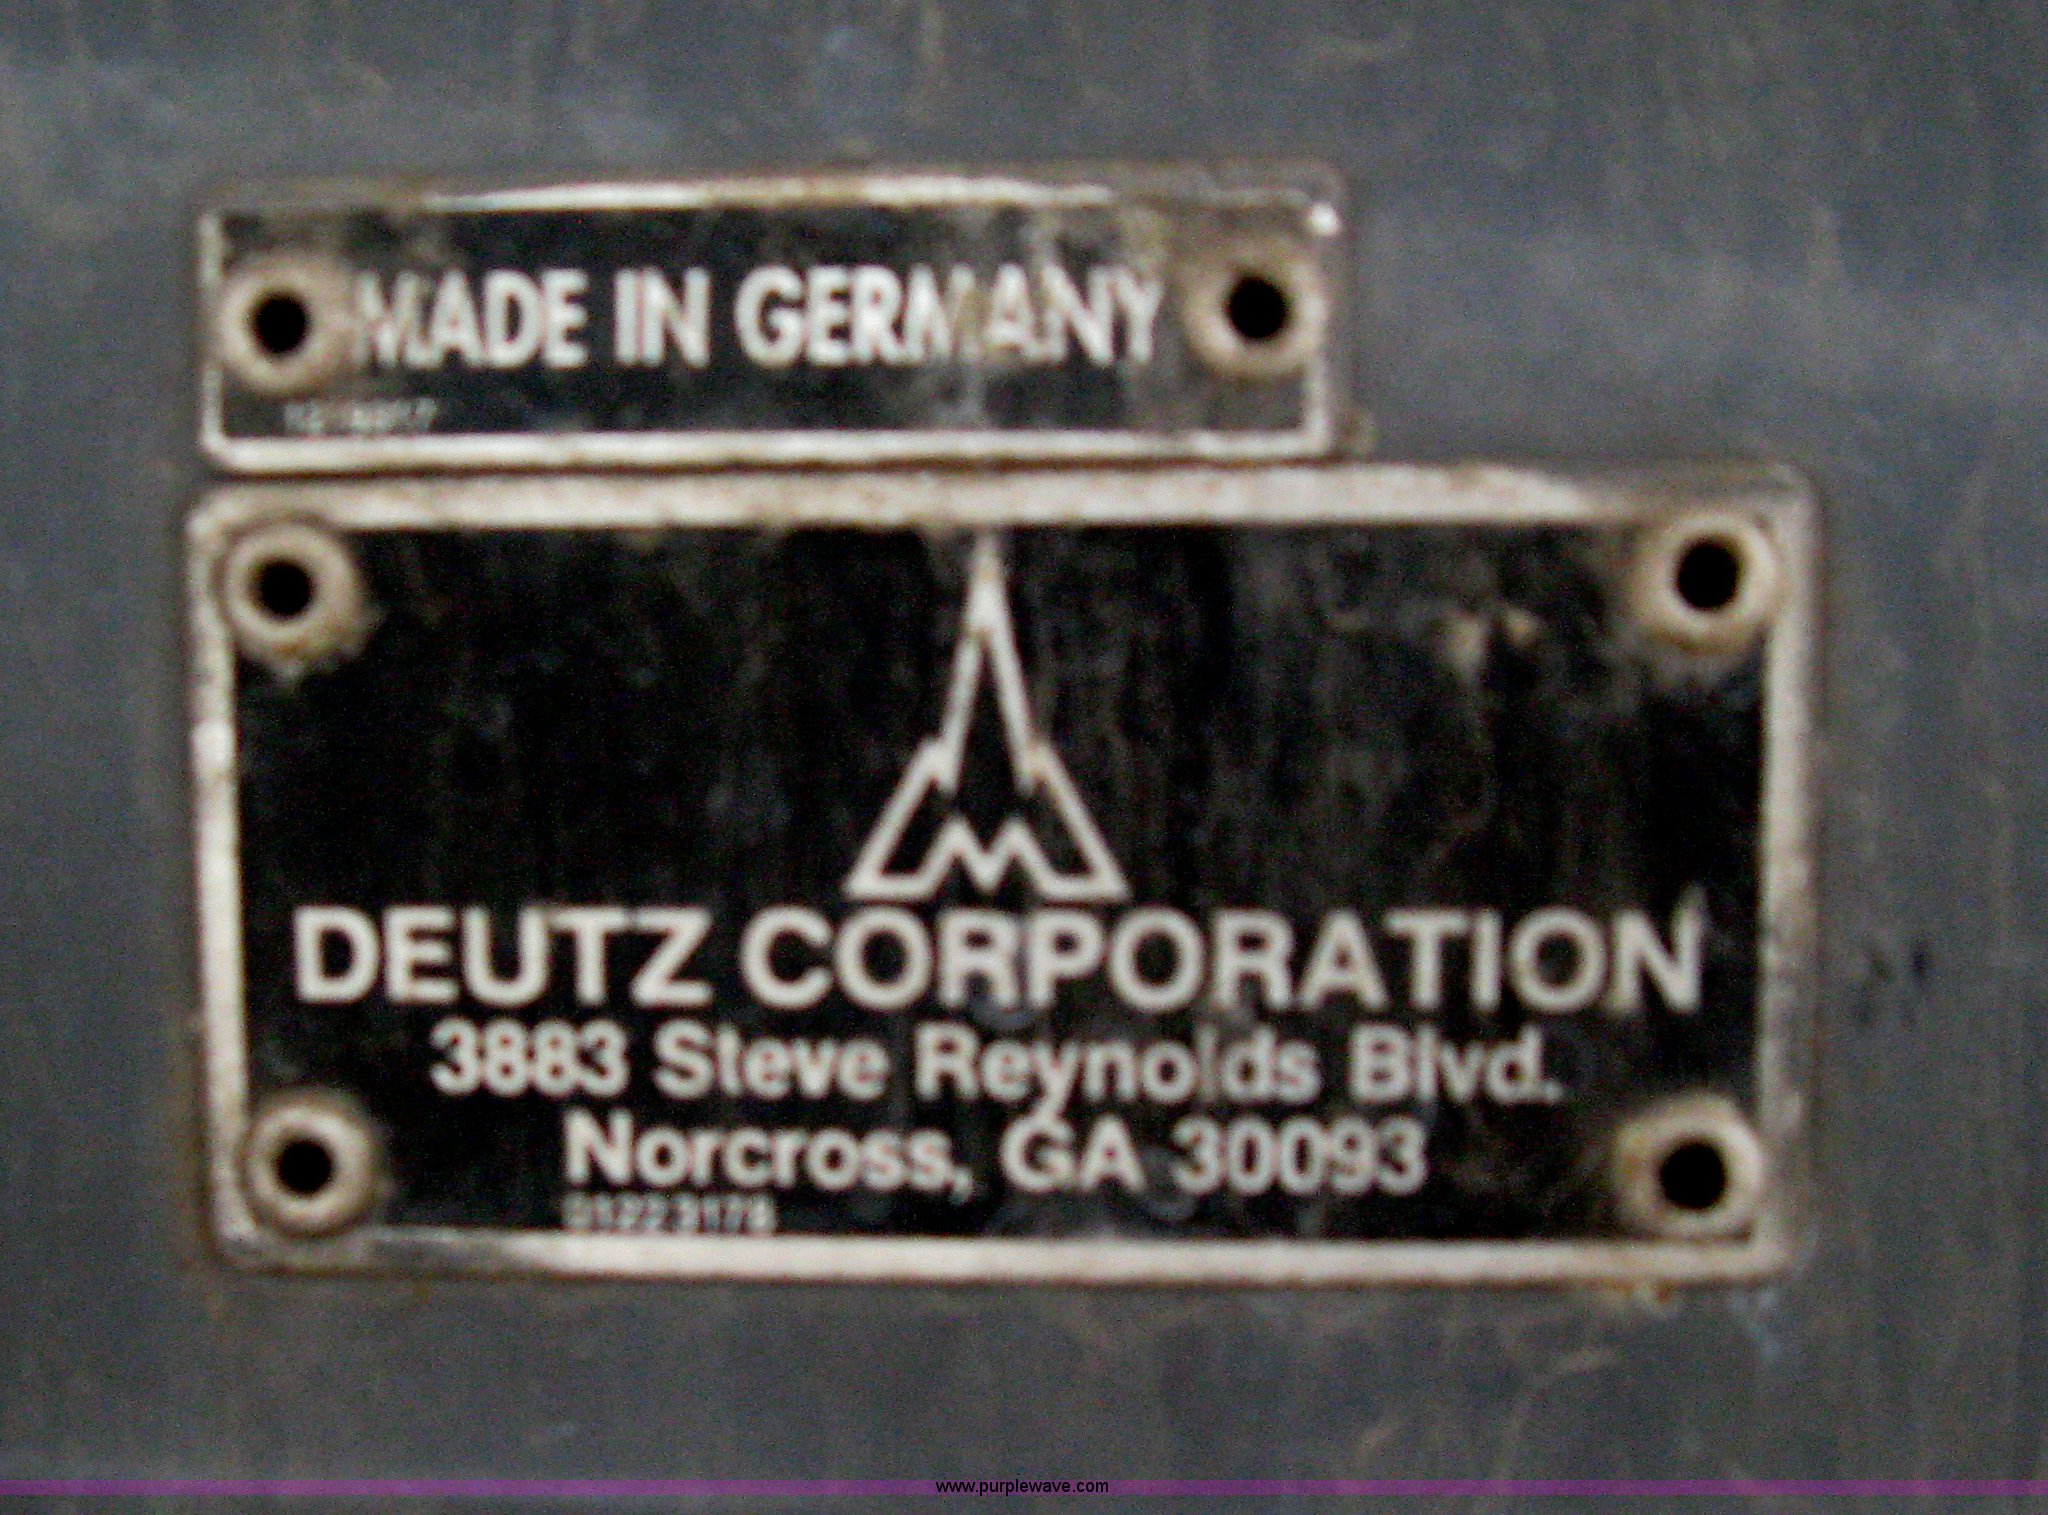 MADE IN GERMANY
DEUTZ CORPORATION
3883 Steve Reynolds Blvd.
Norcross, GA 30093
www.purplewave.com